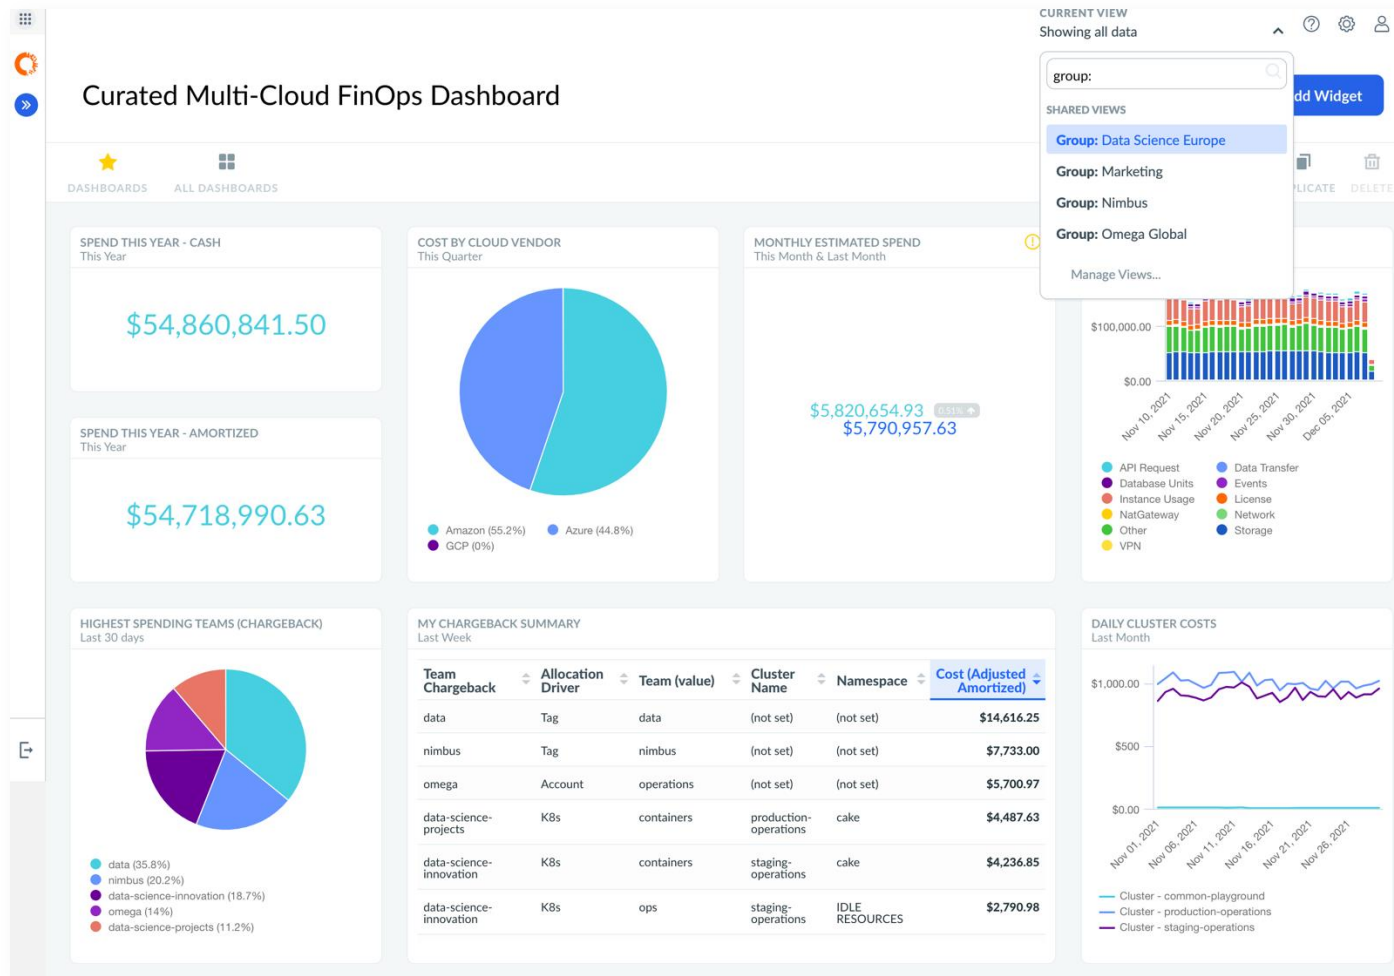 CURRENT VIEW
Showing all data
Curated Multi-Cloud FinOps Dashboard
group:
dd Widget
SHARED VIEWS
Group: Data Science Europe
Group: Marketing
Group: Nimbus
Group: Omega Global
Manage Views...
DASHBOARDS
ALL DASHBOARDS
PLICATE
DELETE
SPEND THIS YEAR - CASH
This Year
$54,860,841.50
SPEND THIS YEAR - AMORTIZED
This Year
$54,718,990.63
COST BY CLOUD VENDOR
This Quarter
Amazon (55.2%)
Azure (44.8%)
GCP (0%)
MONTHLY ESTIMATED SPEND
This Month & Last Month
$5,820,654.93
0.51%
$5,790,957.63
$100,000.00
$0.00
Nov 10, 2021
Nov 15, 2021
Nov 20, 2021
Nov 25, 2021
Nov 30, 2021
Dec 05, 2021
API Request
Data Transfer
Database Units
Events
Instance Usage
License
NatGateway
Network
Other
Storage
VPN
HIGHEST SPENDING TEAMS (CHARGEBACK)
Last 30 days
data (35.8%)
nimbus (20.2%)
data-science-innovation (18.7%)
omega (14%)
data-science-projects (11.2%)
MY CHARGEBACK SUMMARY
Last Week
Team Chargeback
Allocation Driver
Team (value)
Cluster Name
Namespace
Cost (Adjusted Amortized)
data Tag data (not set) (not set) $14,616.25
nimbus Tag nimbus (not set) (not set) $7,733.00
omega Account operations (not set) (not set) $5,700.97
data-science-projects K8s containers production-operations cake $4,487.63
data-science-innovation K8s containers staging-operations cake $4,236.85
data-science-innovation K8s ops staging-operations IDLE RESOURCES $2,790.98
DAILY CLUSTER COSTS
Last Month
$1,000.00
$500
$0.00
Nov 01, 2021
Nov 06, 2021
Nov 11, 2021
Nov 16, 2021
Nov 21, 2021
Nov 26, 2021
Cluster - common-playground
Cluster - production-operations
Cluster - staging-operations